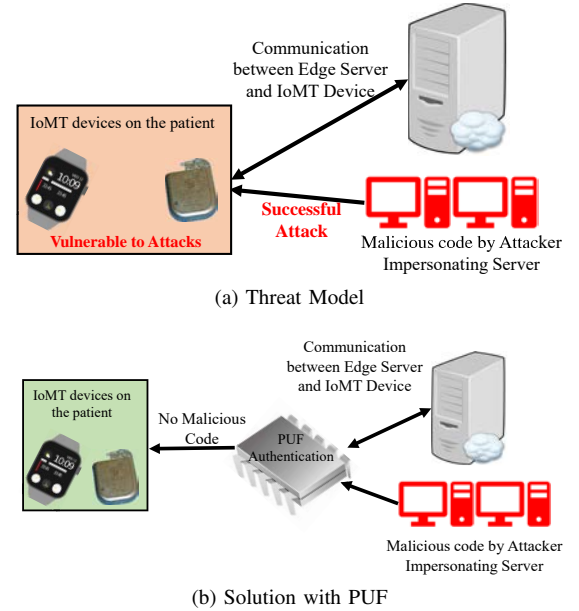 Communication
between Edge Server
and IoMT Device
IoMT devices on the patient
10:09
Vulnerable to Attacks
Successful
Attack
Malicious code by Attacker
Impersonating Server
(a) Threat Model
Communication
between Edge Server
and IoMT Device
IoMT devices on
the patient
10:09
No Malicious
Code
PUF
Authentication
Malicious code by Attacker
Impersonating Server
(b) Solution with PUF